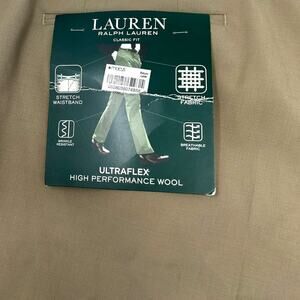 LAUREN
RALPH LAUREN
CLASSIC FIT
STRETCH
WAISTBAND
STRETCH
FABRIC
WRINKLE
RESISTANT
BREATHABLE
FABRIC
ULTRAFLEX
HIGH PERFORMANCE WOOL